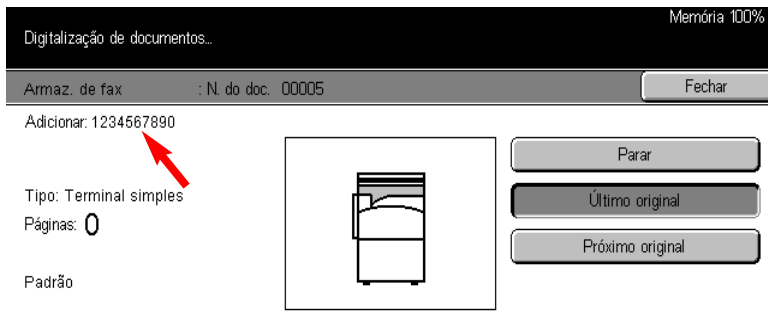 Memória 100%
Digitalização de documentos...
Armaz. de fax : N. do doc. 00005 Fechar
Adicionar: 1234567890
Parar
Tipo: Terminal simples
Último original
Páginas: 0
Próximo original
Padrão